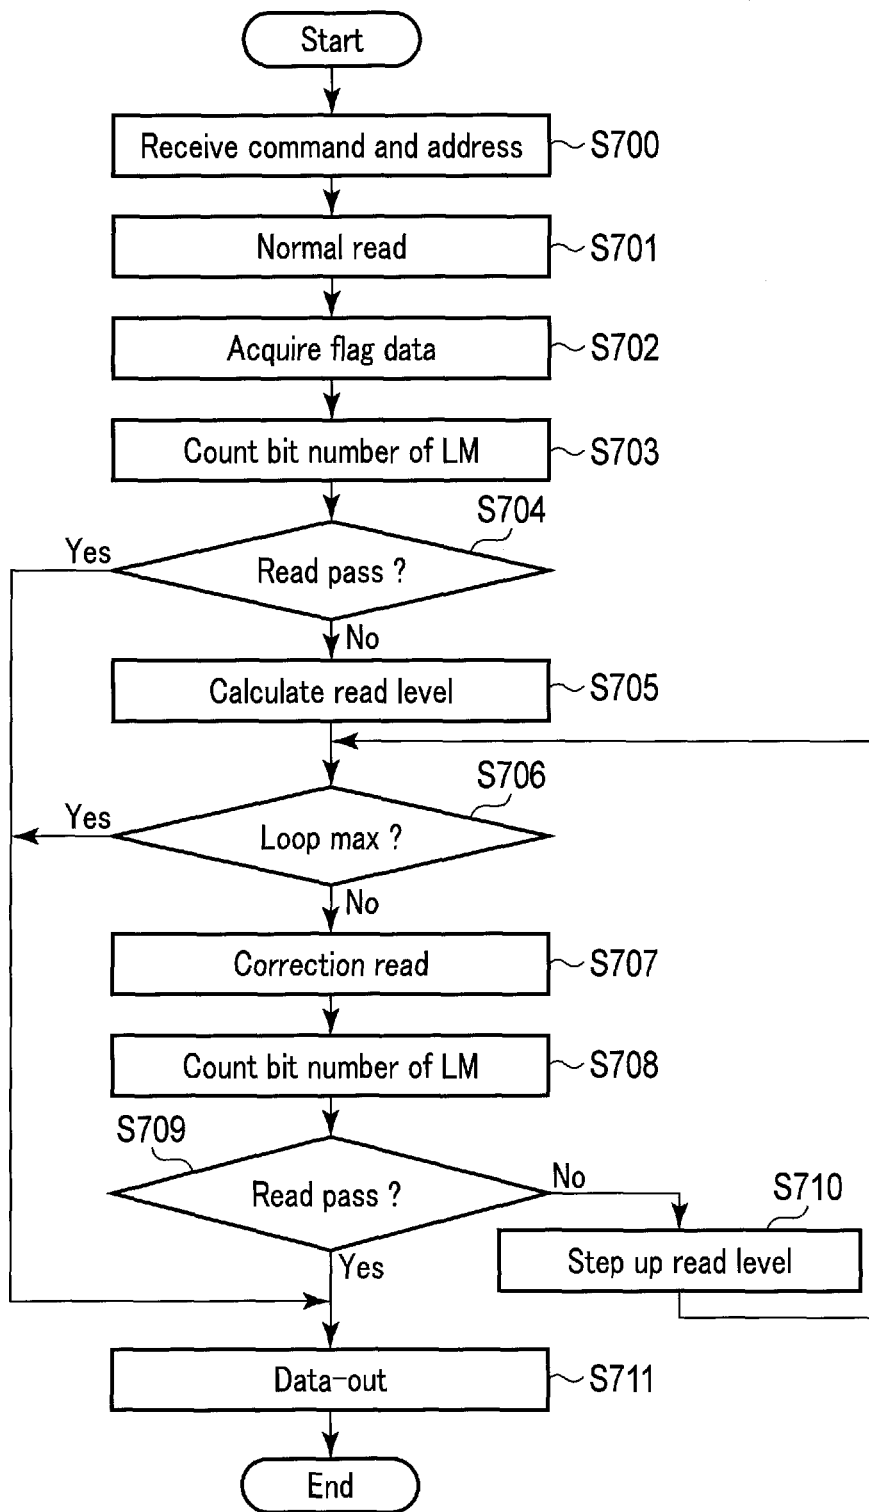 Start
Receive command and address
S700
Normal read
S701
Acquire flag data
S702
Count bit number of LM
S703
S704
Yes
Read pass ?
No
Calculate read level
S705
S706
Yes
Loop max ?
No
Correction read
S707
Count bit number of LM
S708
S709
Read pass ?
No
S710
Step up read level
Yes
Data-out
S711
End